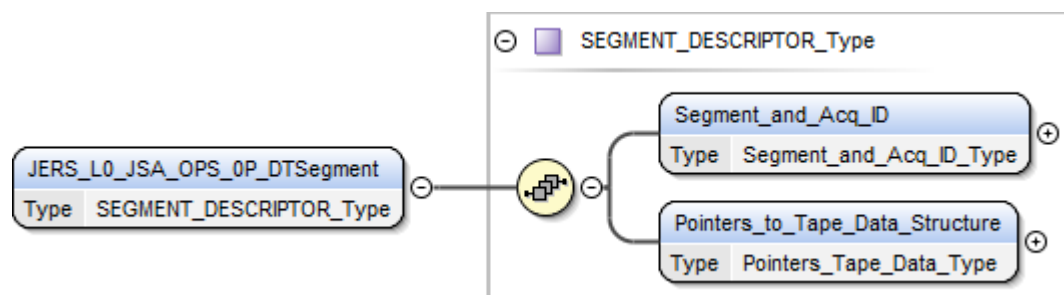 SEGMENT_DESCRIPTOR_Type
Segment_and_Acq_ID
Type Segment_and_Acq_ID_Type
JERS_L0_JSA_OPS_0P_DTSegment
Type SEGMENT_DESCRIPTOR_Type
Pointers_to_Tape_Data_Structure
Type Pointers_Tape_Data_Type